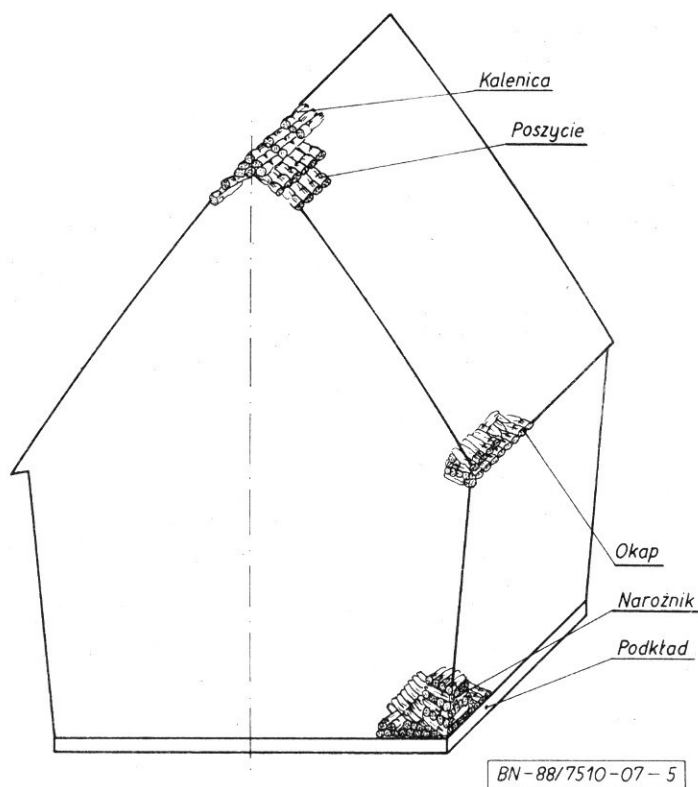 Kalenica
Poszycie
Okap
Narożnik
Podkład
BN-88/7510-07-5